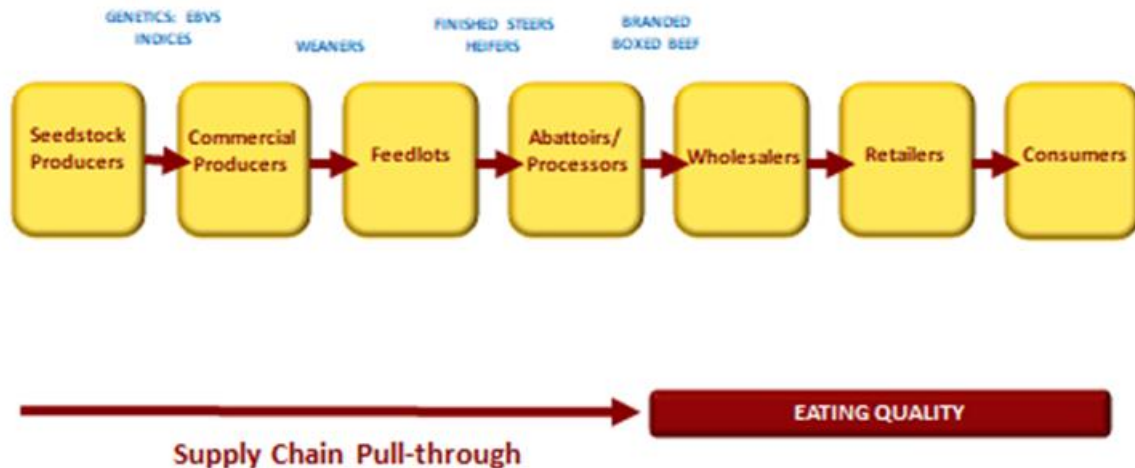 GENETICS: EBVS
INDICES
WEANERS
FINISHED STEERS
HEIFERS
BRANDED
BOXED BEEF
Seedstock
Producers
Commercial
Producers
Feedlots
Abattoirs/
Processors
Wholesalers
Retailers
Consumers
EATING QUALITY
Supply Chain Pull-through